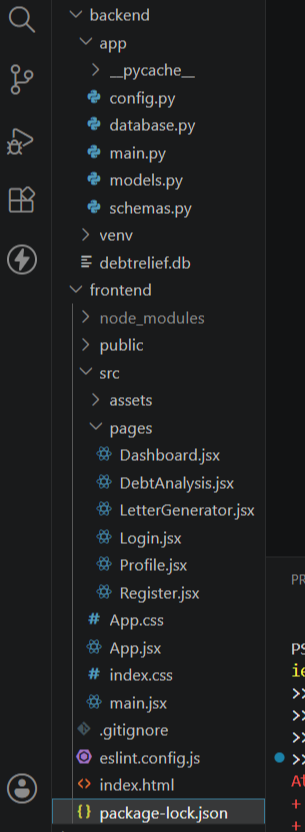 backend
app
__pycache__
config.py
database.py
main.py
models.py
schemas.py
venv
debtrelief.db
frontend
node_modules
public
src
assets
pages
Dashboard.jsx
DebtAnalysis.jsx
LetterGenerator.jsx
Login.jsx
Profile.jsx
PR
Register.jsx
App.css
App.jsx
PS
index.css
ie
main.jsx
>>
.gitignore
>>
>>
eslint.config.js
>>
index.html
At
{} package-lock.json
+
+